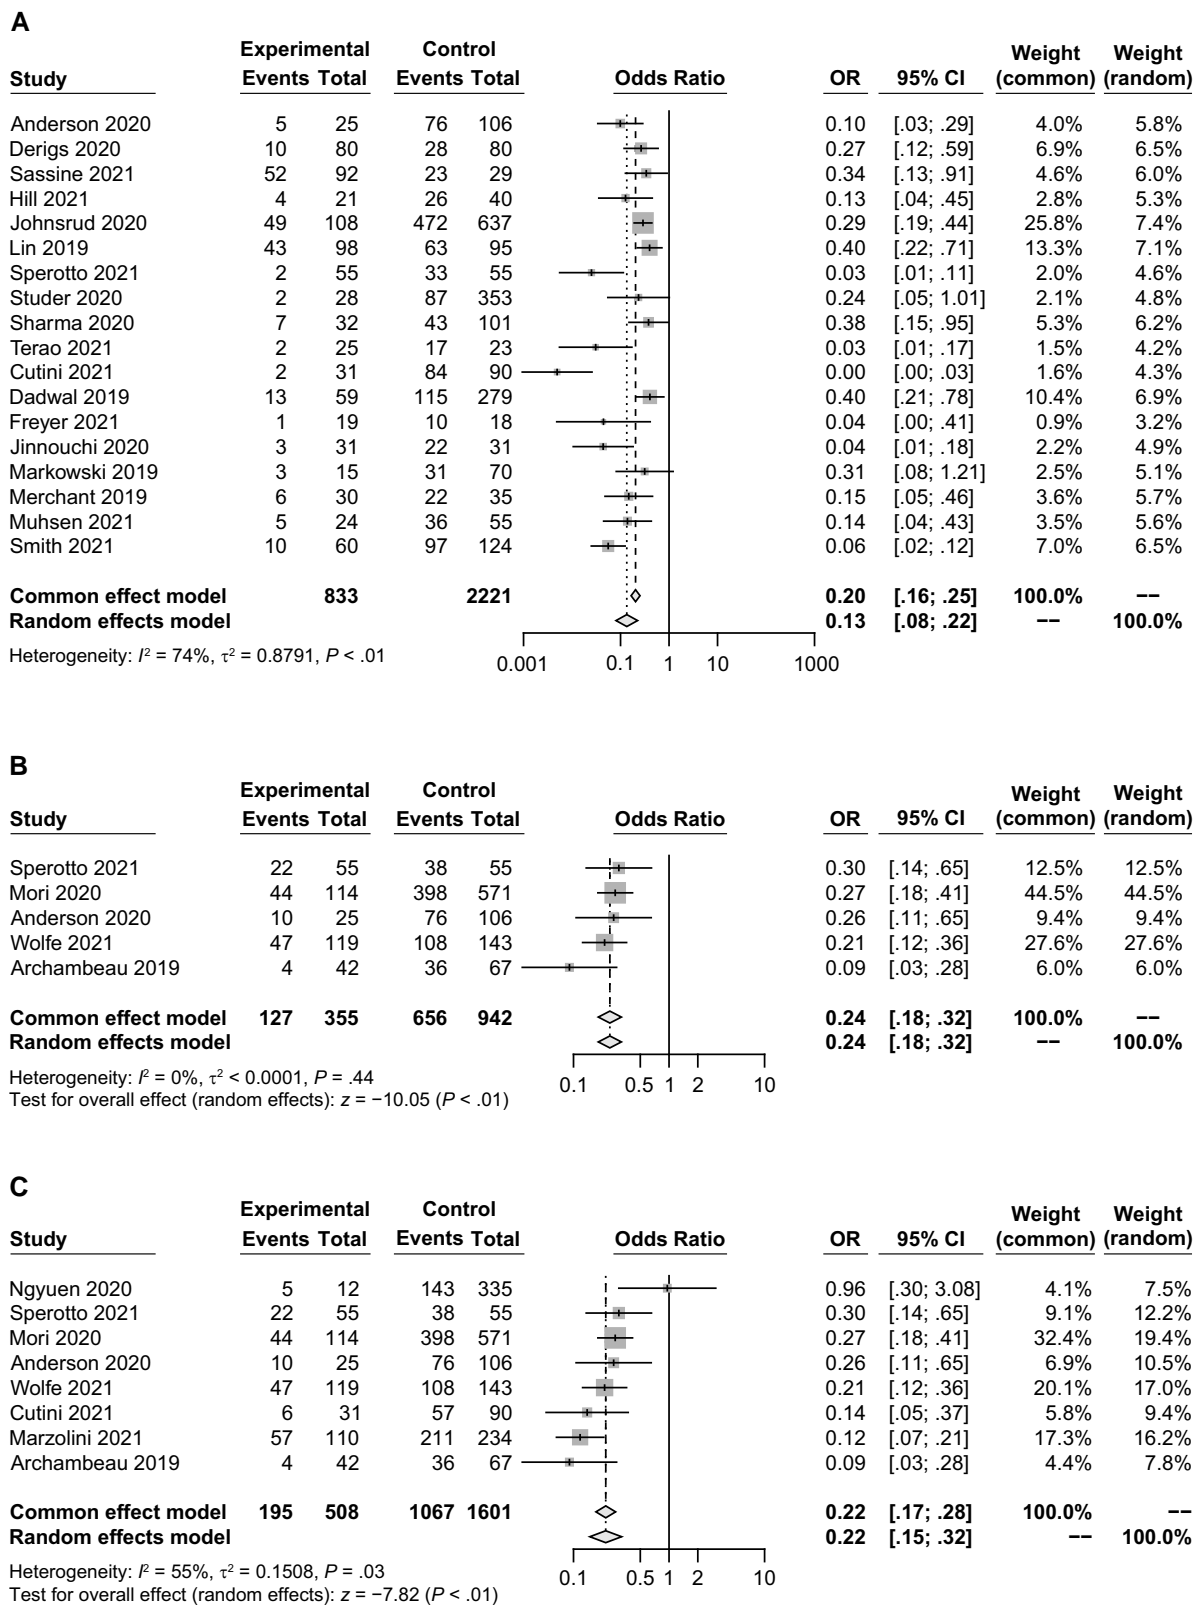 A
Experimental Control Weight Weight
Study Events Total Events Total Odds Ratio OR 95% CI (common) (random)
Anderson 2020 5 25 76 106 0.10 [.03; .29] 4.0% 5.8%
Derigs 2020 10 80 28 80 0.27 [.12; .59] 6.9% 6.5%
Sassine 2021 52 92 23 29 0.34 [.13; .91] 4.6% 6.0%
Hill 2021 4 21 26 40 0.13 [.04; .45] 2.8% 5.3%
Johnsrud 2020 49 108 472 637 0.29 [.19; .44] 25.8% 7.4%
Lin 2019 43 98 63 95 0.40 [.22; .71] 13.3% 7.1%
Sperotto 2021 2 55 33 55 0.03 [.01; .11] 2.0% 4.6%
Studer 2020 2 28 87 353 0.24 [.05; 1.01] 2.1% 4.8%
Sharma 2020 7 32 43 101 0.38 [.15; .95] 5.3% 6.2%
Terao 2021 2 25 17 23 0.03 [.01; .17] 1.5% 4.2%
Cutini 2021 2 31 84 90 0.00 [.00; .03] 1.6% 4.3%
Dadwal 2019 13 59 115 279 0.40 [.21; .78] 10.4% 6.9%
Freyer 2021 1 19 10 18 0.04 [.00; .41] 0.9% 3.2%
Jinnouchi 2020 3 31 22 31 0.04 [.01; .18] 2.2% 4.9%
Markowski 2019 3 15 31 70 0.31 [.08; 1.21] 2.5% 5.1%
Merchant 2019 6 30 22 35 0.15 [.05; .46] 3.6% 5.7%
Muhsen 2021 5 24 36 55 0.14 [.04; .43] 3.5% 5.6%
Smith 2021 10 60 97 124 0.06 [.02; .12] 7.0% 6.5%
Common effect model 833 2221 0.20 [.16; .25] 100.0% −−
Random effects model 0.13 [.08; .22] −− 100.0%
Heterogeneity: I² = 74%, τ² = 0.8791, P < .01
0.001 0.1 1 10 1000
B
Experimental Control Weight Weight
Study Events Total Events Total Odds Ratio OR 95% CI (common) (random)
Sperotto 2021 22 55 38 55 0.30 [.14; .65] 12.5% 12.5%
Mori 2020 44 114 398 571 0.27 [.18; .41] 44.5% 44.5%
Anderson 2020 10 25 76 106 0.26 [.11; .65] 9.4% 9.4%
Wolfe 2021 47 119 108 143 0.21 [.12; .36] 27.6% 27.6%
Archambeau 2019 4 42 36 67 0.09 [.03; .28] 6.0% 6.0%
Common effect model 127 355 656 942 0.24 [.18; .32] 100.0% −−
Random effects model 0.24 [.18; .32] −− 100.0%
Heterogeneity: I² = 0%, τ² < 0.0001, P = .44
0.1 0.5 1 2 10
Test for overall effect (random effects): z = −10.05 (P < .01)
C
Experimental Control Weight Weight
Study Events Total Events Total Odds Ratio OR 95% CI (common) (random)
Ngyuen 2020 5 12 143 335 0.96 [.30; 3.08] 4.1% 7.5%
Sperotto 2021 22 55 38 55 0.30 [.14; .65] 9.1% 12.2%
Mori 2020 44 114 398 571 0.27 [.18; .41] 32.4% 19.4%
Anderson 2020 10 25 76 106 0.26 [.11; .65] 6.9% 10.5%
Wolfe 2021 47 119 108 143 0.21 [.12; .36] 20.1% 17.0%
Cutini 2021 6 31 57 90 0.14 [.05; .37] 5.8% 9.4%
Marzolini 2021 57 110 211 234 0.12 [.07; .21] 17.3% 16.2%
Archambeau 2019 4 42 36 67 0.09 [.03; .28] 4.4% 7.8%
Common effect model 195 508 1067 1601 0.22 [.17; .28] 100.0% −−
Random effects model 0.22 [.15; .32] −− 100.0%
Heterogeneity: I² = 55%, τ² = 0.1508, P = .03
0.1 0.5 1 2 10
Test for overall effect (random effects): z = −7.82 (P < .01)